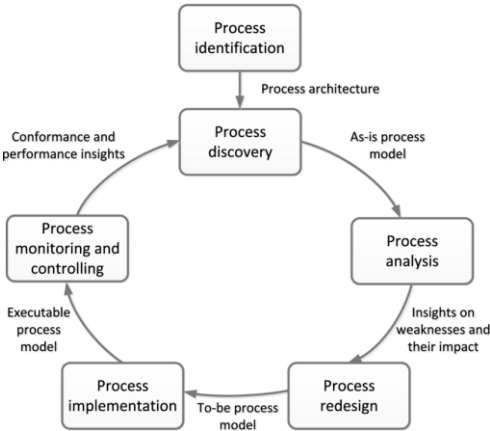 Process
identification
Process architecture
Process
discovery
As-is process
model
Process
analysis
Insights on
weaknesses and
their impact
Process
redesign
To-be process
model
Process
implementation
Executable
process
model
Process
monitoring and
controlling
Conformance and
performance insights